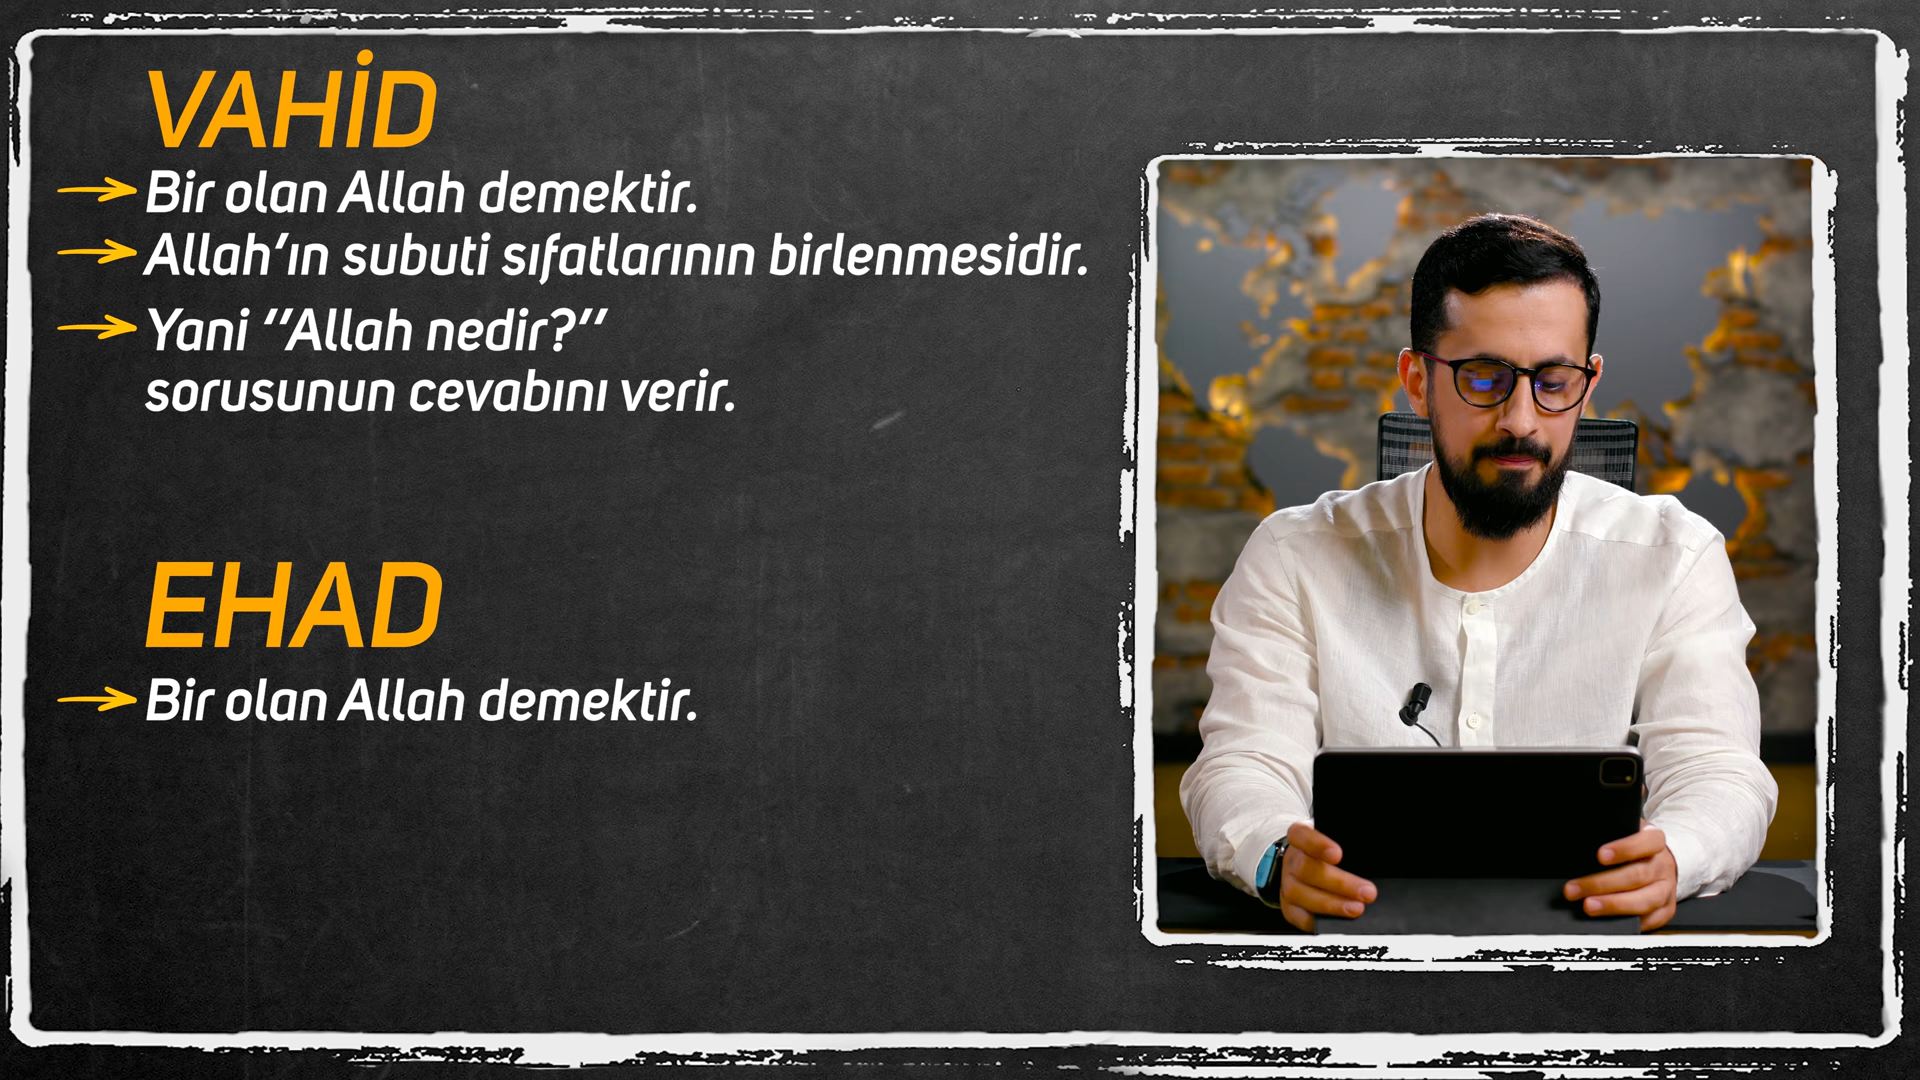 VAHİD
Bir olan Allah demektir.
Allah'ın subuti sıfatlarının birlenmesidir.
Yani ‘’Allah nedir?’’
sorusunun cevabını verir.
EHAD
Bir olan Allah demektir.